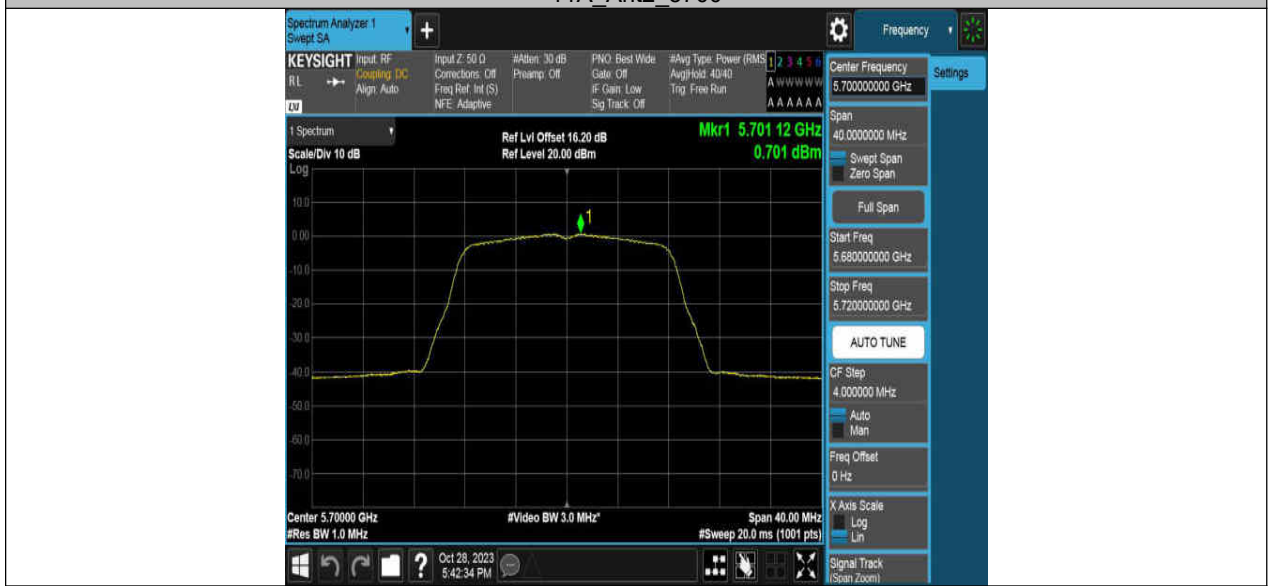 Spectrum Analyzer 1
Swept SA
+
Frequency
KEYSIGHT
RL
LXI
Input: RF
Coupling: DC
Align: Auto
Input Z: 50 Ω
Corrections: Off
Freq Ref: Int (S)
NFE: Adaptive
#Atten: 30 dB
Preamp: Off
PNO: Best Wide
Gate: Off
IF Gain: Low
Sig Track: Off
#Avg Type: Power (RMS
Avg|Hold: 40/40
Trig: Free Run
1 2 3 4 5 6
A W W W W W
A A A A A A
Center Frequency
5.700000000 GHz
Settings
Span
40.0000000 MHz
Swept Span
Zero Span
Full Span
Start Freq
5.680000000 GHz
Stop Freq
5.720000000 GHz
AUTO TUNE
CF Step
4.000000 MHz
Auto
Man
Freq Offset
0 Hz
X Axis Scale
Log
Lin
Signal Track
(Span Zoom)
1 Spectrum
Scale/Div 10 dB
Log
Ref Lvl Offset 16.20 dB
Ref Level 20.00 dBm
Mkr1 5.701 12 GHz
0.701 dBm
1
10.0
0.00
-10.0
-20.0
-30.0
-40.0
-50.0
-60.0
-70.0
Center 5.70000 GHz
#Res BW 1.0 MHz
#Video BW 3.0 MHz*
Span 40.00 MHz
#Sweep 20.0 ms (1001 pts)
?
Oct 28, 2023
5:42:34 PM